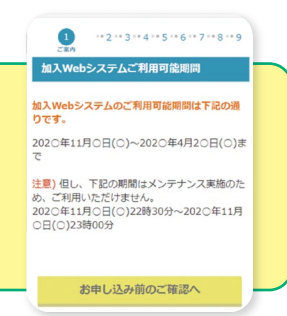 1 2 3 4 5 6 7 8 9
ご案内
加入Webシステムご利用可能期間
加入Webシステムのご利用可能期間は下記の通
りです。
202○年11月○日(○)～202○年4月2○日(○)ま
で
注意) 但し、下記の期間はメンテナンス実施のた
め、ご利用いただけません。
202○年11月○日(○)22時30分～202○年11月
○日(○)23時00分
お申し込み前のご確認へ